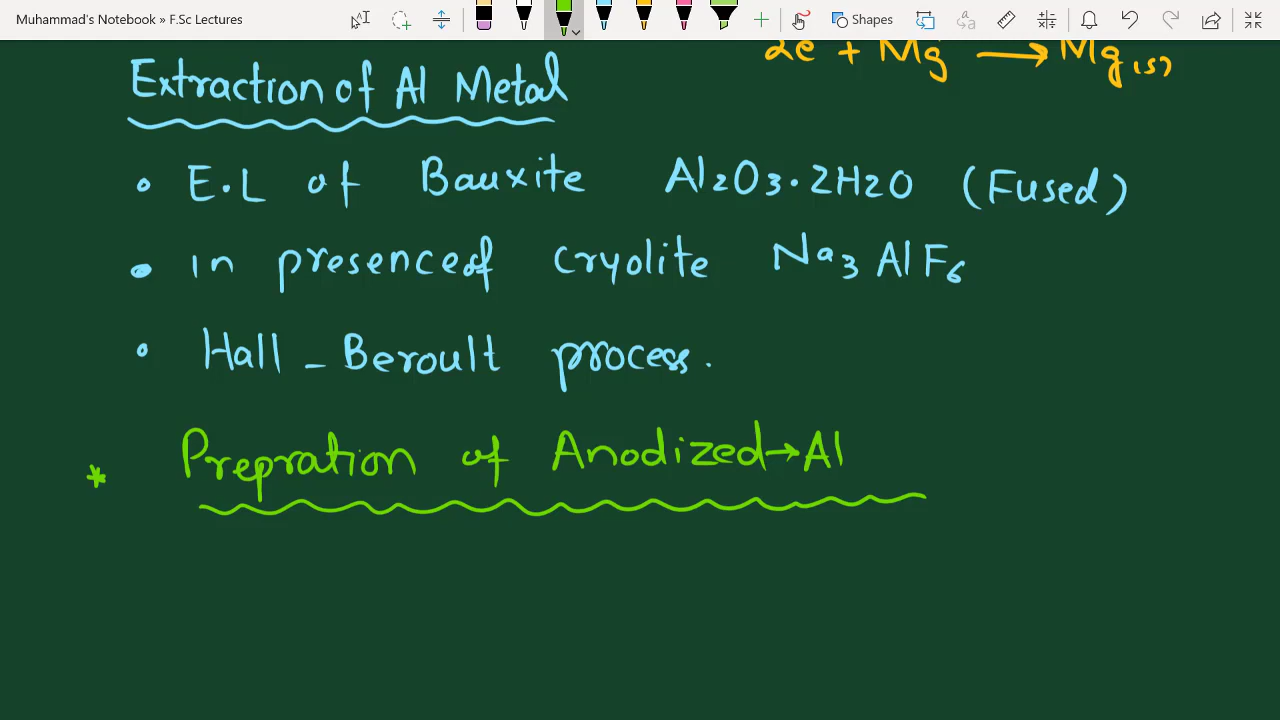 Muhammad's Notebook » F.Sc Lectures
Shapes
2e + Mg → Mg(s)
Extraction of Al Metal
• E.L of Bauxite Al2O3.2H2O (Fused)
• in presence of cryolite Na3AlF6
• Hall - Beroult process.
* Prepration of Anodized→Al